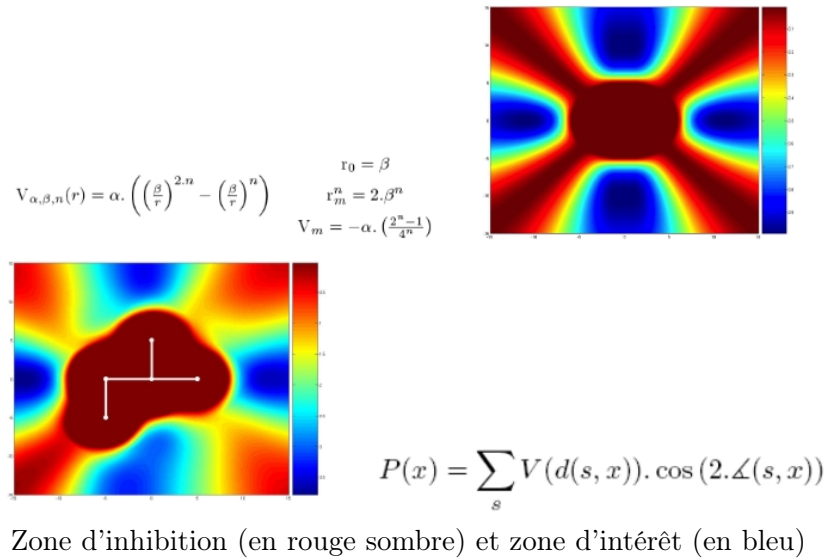 V_{α,β,n}(r) = α. ((β/r)^{2.n} − (β/r)^n)
r_0 = β
r_m^n = 2.β^n
V_m = −α. ((2^n−1)/4^n)
P(x) = ∑_s V(d(s, x)). cos (2.∡(s, x))
Zone d'inhibition (en rouge sombre) et zone d'intérêt (en bleu)